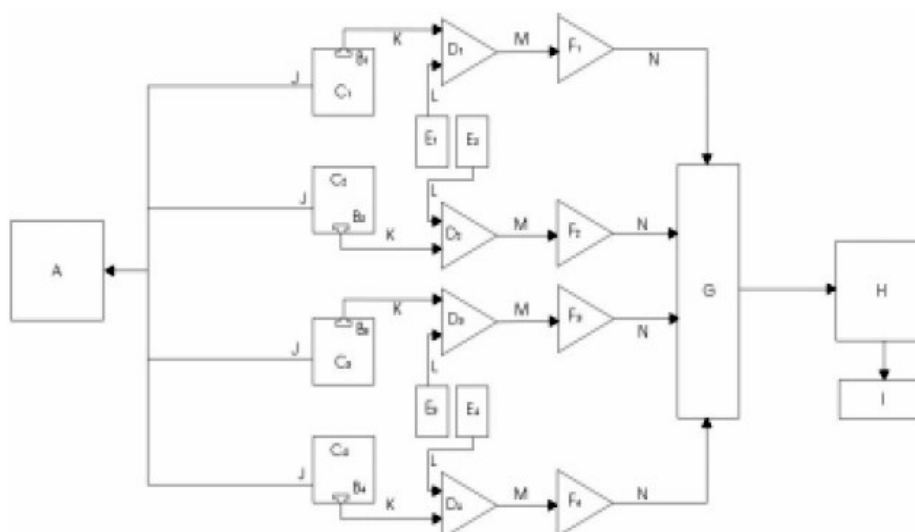 K
M
J
B₁
D₁
F₁
N
C₁
L
E₁
E₂
C₂
L
J
B₂
K
D₂
M
F₂
N
A
G
H
K
M
B₃
D₃
F₃
N
J
C₃
L
E₃
E₄
I
C₄
L
J
B₄
K
D₄
M
F₄
N